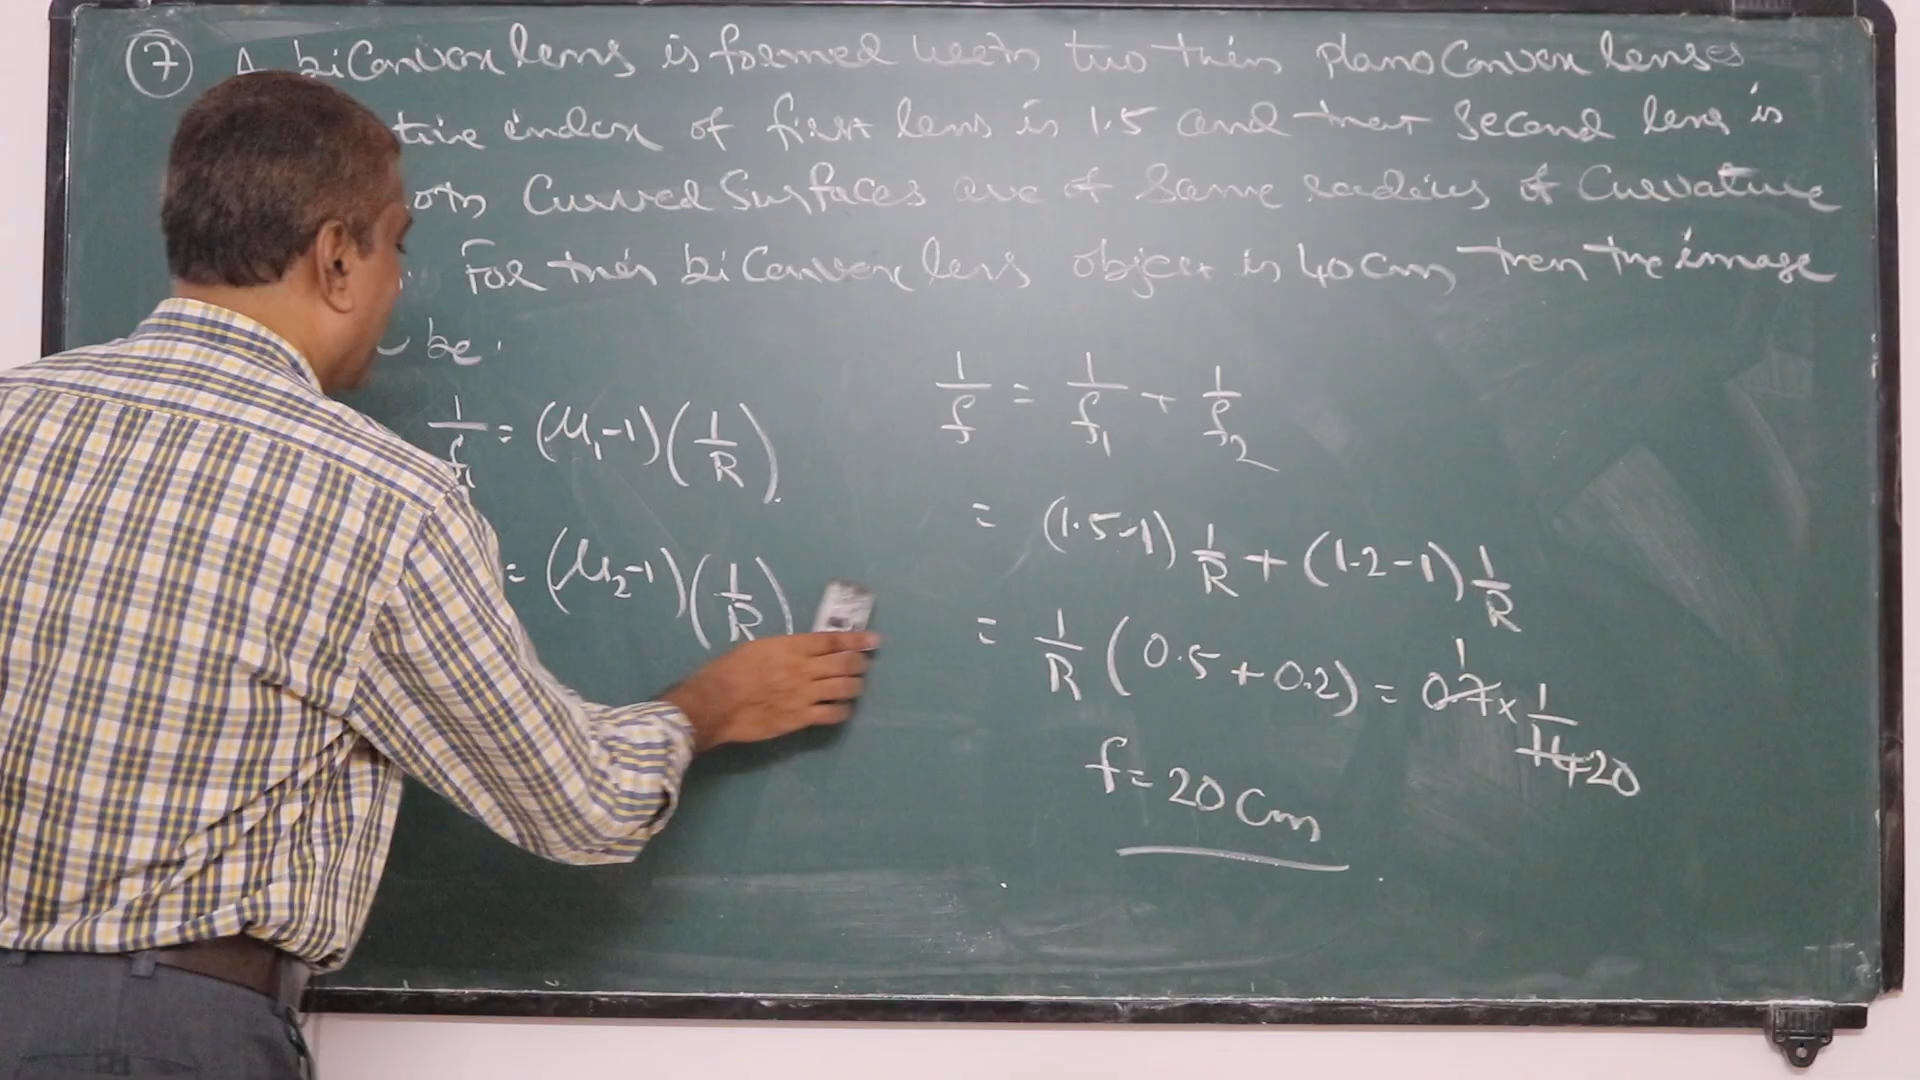 7 A biConvex lens is formed with two thin planoConvex lenses
tive index of first lens is 1.5 and that Second lens is
oth Curved Surfaces are of Same radius of Curvature
. For this biConvex lens object is 40 cm then the image
be.
1/f1 = (μ1-1)(1/R).
= (μ2-1)(1/R)
1/f = 1/f1 + 1/f2
= (1.5-1) 1/R + (1.2-1) 1/R
= 1/R (0.5 + 0.2) = 0.7 1 x 1/14 20
f = 20 Cm